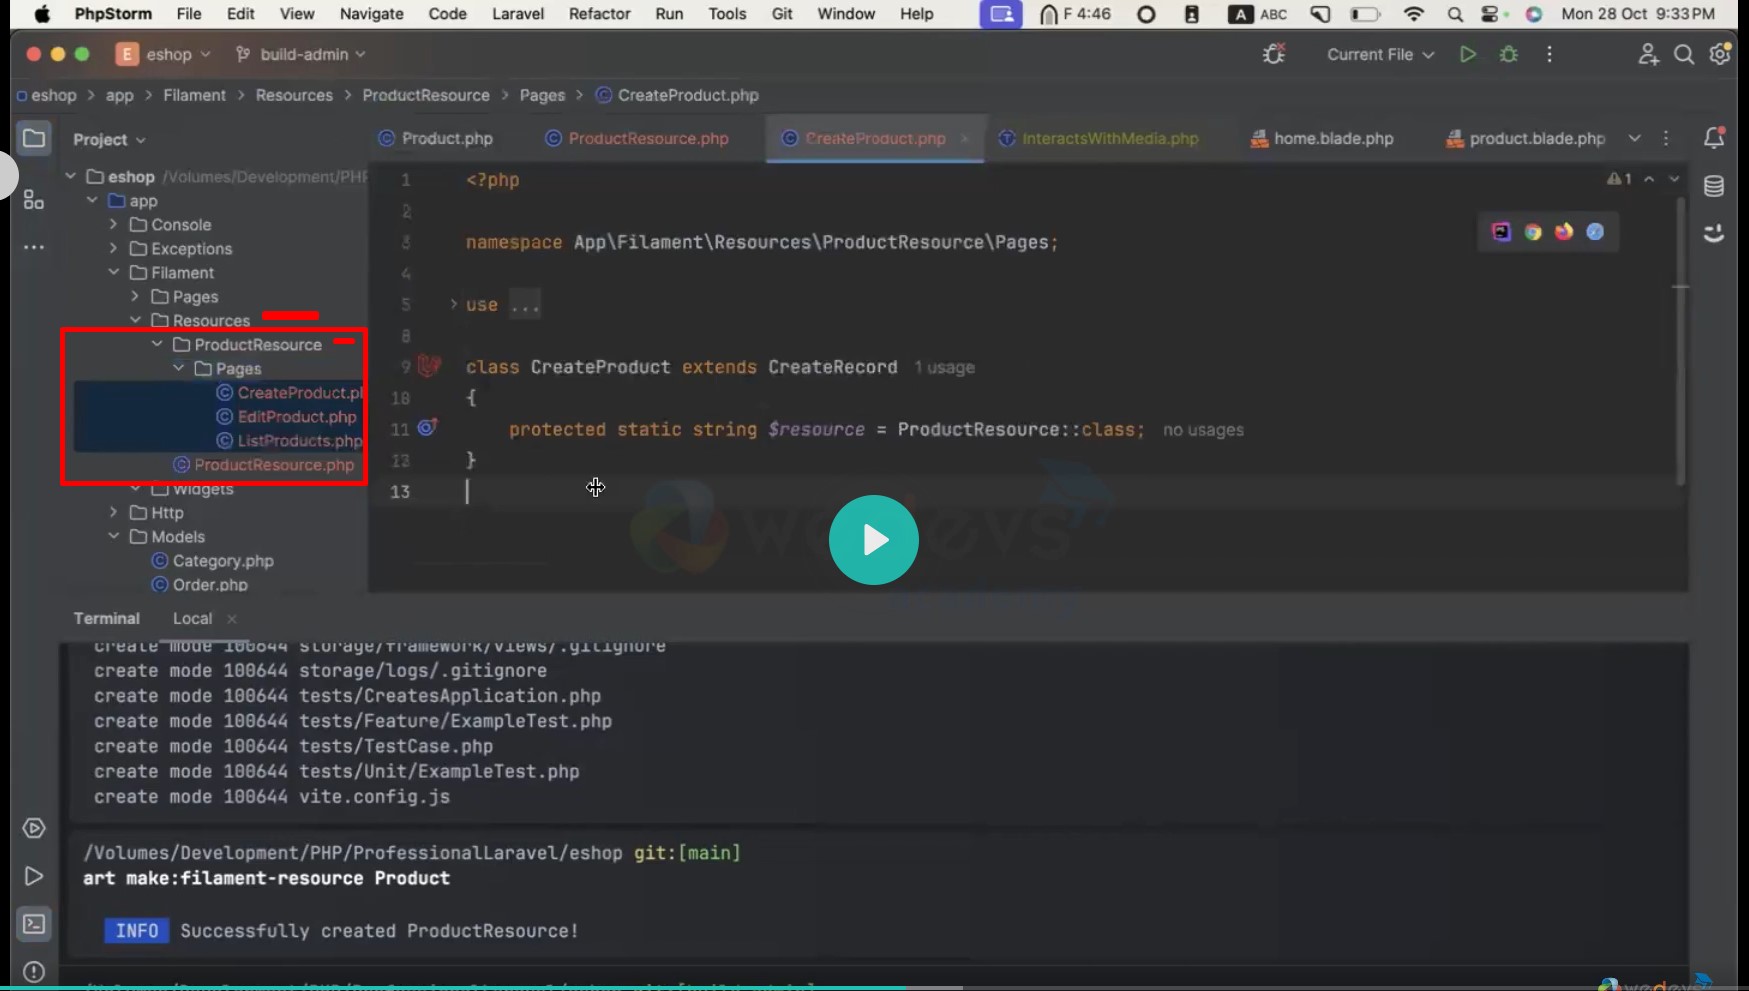 PhpStorm File Edit View Navigate Code Laravel Refactor Run Tools Git Window Help F 4:46 A ABC Mon 28 Oct 9:33 PM
E eshop build-admin Current File
eshop > app > Filament > Resources > ProductResource > Pages > CreateProduct.php
Project
Product.php ProductResource.php CreateProduct.php × InteractsWithMedia.php home.blade.php product.blade.php
eshop /Volumes/Development/PH
app
Console
Exceptions
Filament
Pages
Resources
ProductResource
Pages
CreateProduct.p
EditProduct.php
ListProducts.php
ProductResource.php
Widgets
Http
Models
Category.php
Order.php
1 <?php
2
3 namespace App\Filament\Resources\ProductResource\Pages;
4
5 > use ...
8
9 class CreateProduct extends CreateRecord 1 usage
10 {
11 protected static string $resource = ProductResource::class; no usages
12 }
13
1
wedevs
Terminal Local ×
create mode 100644 storage/framework/views/.gitignore
create mode 100644 storage/logs/.gitignore
create mode 100644 tests/CreatesApplication.php
create mode 100644 tests/Feature/ExampleTest.php
create mode 100644 tests/TestCase.php
create mode 100644 tests/Unit/ExampleTest.php
create mode 100644 vite.config.js
/Volumes/Development/PHP/ProfessionalLaravel/eshop git:[main]
art make:filament-resource Product
INFO Successfully created ProductResource!
wedevs